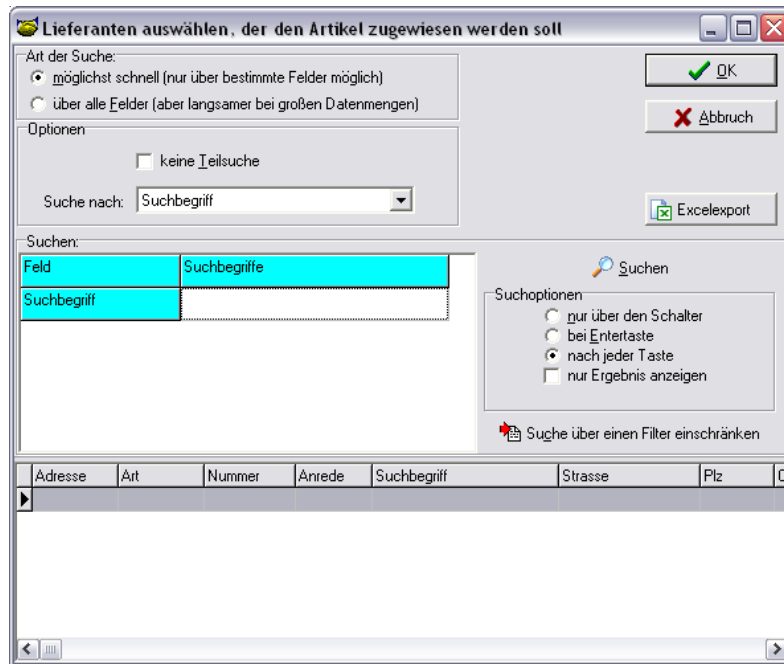 Lieferanten auswählen, der den Artikel zugewiesen werden soll
Art der Suche:
möglichst schnell (nur über bestimmte Felder möglich)
über alle Felder (aber langsamer bei großen Datenmengen)
OK
Abbruch
Optionen
keine Teilsuche
Suche nach: Suchbegriff
Excelexport
Suchen:
Feld Suchbegriffe
Suchbegriff
Suchen
Suchoptionen
nur über den Schalter
bei Entertaste
nach jeder Taste
nur Ergebnis anzeigen
Suche über einen Filter einschränken
Adresse Art Nummer Anrede Suchbegriff Strasse Plz